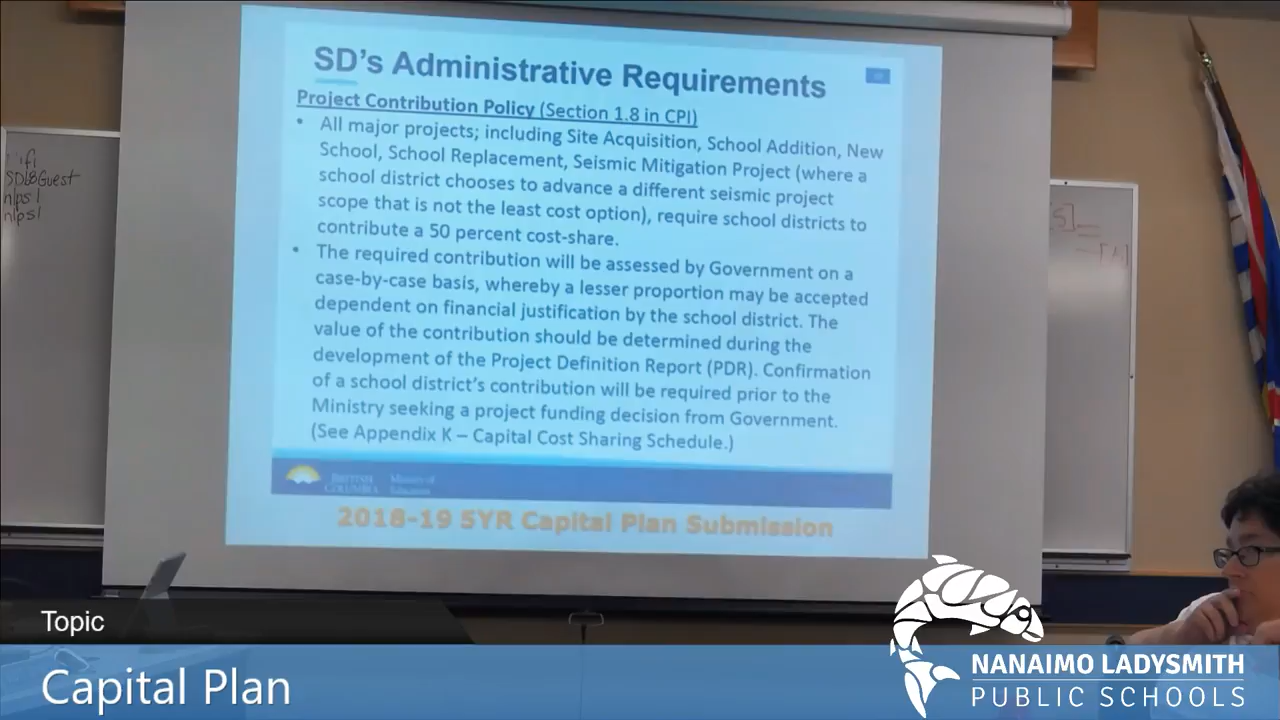 SD's Administrative Requirements
Project Contribution Policy (Section 1.8 in CPI)
• All major projects; including Site Acquisition, School Addition, New
School, School Replacement, Seismic Mitigation Project (where a
school district chooses to advance a different seismic project
scope that is not the least cost option), require school districts to
contribute a 50 percent cost-share.
• The required contribution will be assessed by Government on a
case-by-case basis, whereby a lesser proportion may be accepted
dependent on financial justification by the school district. The
value of the contribution should be determined during the
development of the Project Definition Report (PDR). Confirmation
of a school district's contribution will be required prior to the
Ministry seeking a project funding decision from Government.
(See Appendix K – Capital Cost Sharing Schedule.)
BRITISH COLUMBIA
Ministry of Education
2018-19 5YR Capital Plan Submission
SD68Guest
nlps1
nlps1
Topic
Capital Plan
NANAIMO LADYSMITH
PUBLIC SCHOOLS